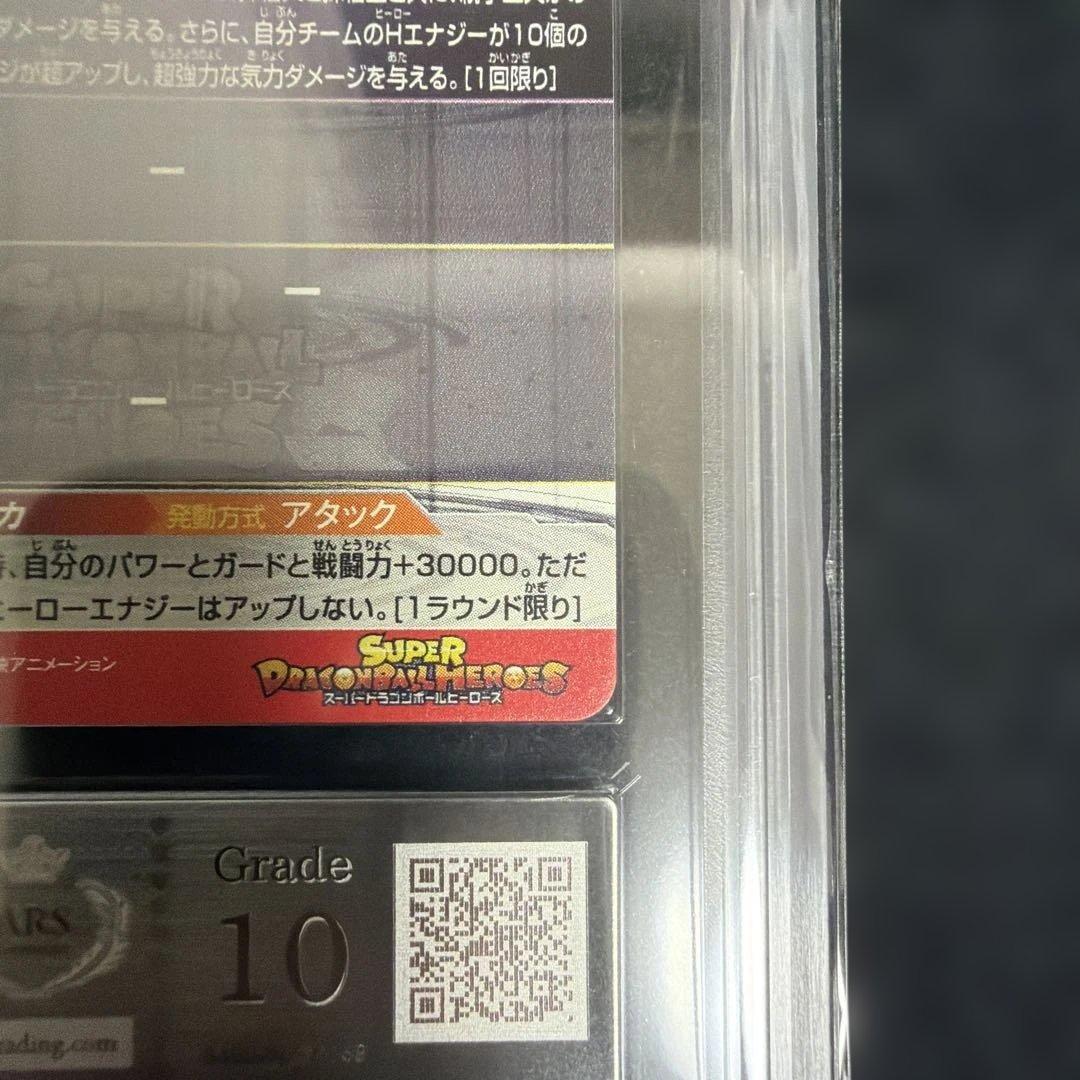 ダメージを与える。さらに、自分チームのHエナジーが10個の
ジが超アップし、超強力な気力ダメージを与える。[1回限り]
SUPER
ドラゴンボールヒーローズ
カ 発動方式 アタック
時、自分のパワーとガードと戦闘力+30000。ただ
ヒーローエナジーはアップしない。[1ラウンド限り]
アニメーション
SUPER
DRAGONBALL HEROES
スーパードラゴンボールヒーローズ
Grade
10
ARS
ading.com